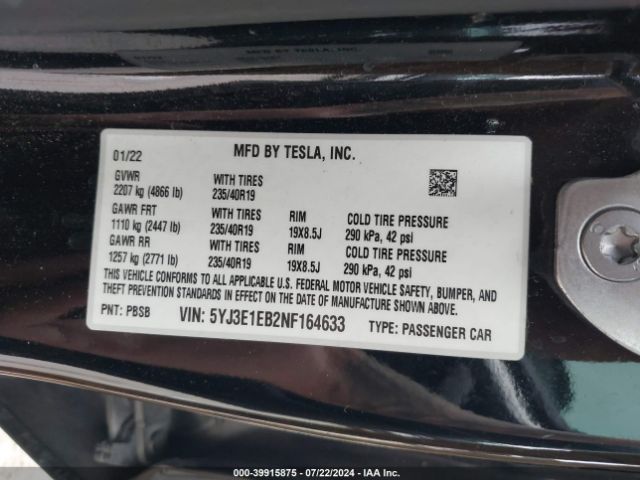 MFD BY TESLA, INC.
01/22
MFD BY TESLA, INC.
GVWR WITH TIRES
2207 kg (4866 lb) 235/40R19
GAWR FRT WITH TIRES RIM COLD TIRE PRESSURE
1110 kg (2447 lb) 235/40R19 19X8.5J 290 kPa, 42 psi
GAWR RR WITH TIRES RIM COLD TIRE PRESSURE
1257 kg (2771 lb) 235/40R19 19X8.5J 290 kPa, 42 psi
THIS VEHICLE CONFORMS TO ALL APPLICABLE U.S. FEDERAL MOTOR VEHICLE SAFETY, BUMPER, AND
THEFT PREVENTION STANDARDS IN EFFECT ON THE DATE OF MANUFACTURE SHOWN ABOVE.
PNT: PBSB VIN: 5YJ3E1EB2NF164633 TYPE: PASSENGER CAR
000-39915875 / 07/22/2024 - IAA Inc.